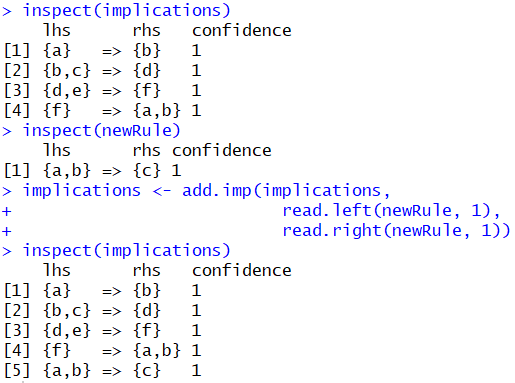 > inspect(implications)
    lhs      rhs   confidence
[1] {a}   => {b}   1
[2] {b,c} => {d}   1
[3] {d,e} => {f}   1
[4] {f}   => {a,b} 1
> inspect(newRule)
    lhs      rhs confidence
[1] {a,b} => {c} 1
> implications <- add.imp(implications,
+                         read.left(newRule, 1),
+                         read.right(newRule, 1))
> inspect(implications)
    lhs      rhs   confidence
[1] {a}   => {b}   1
[2] {b,c} => {d}   1
[3] {d,e} => {f}   1
[4] {f}   => {a,b} 1
[5] {a,b} => {c}   1